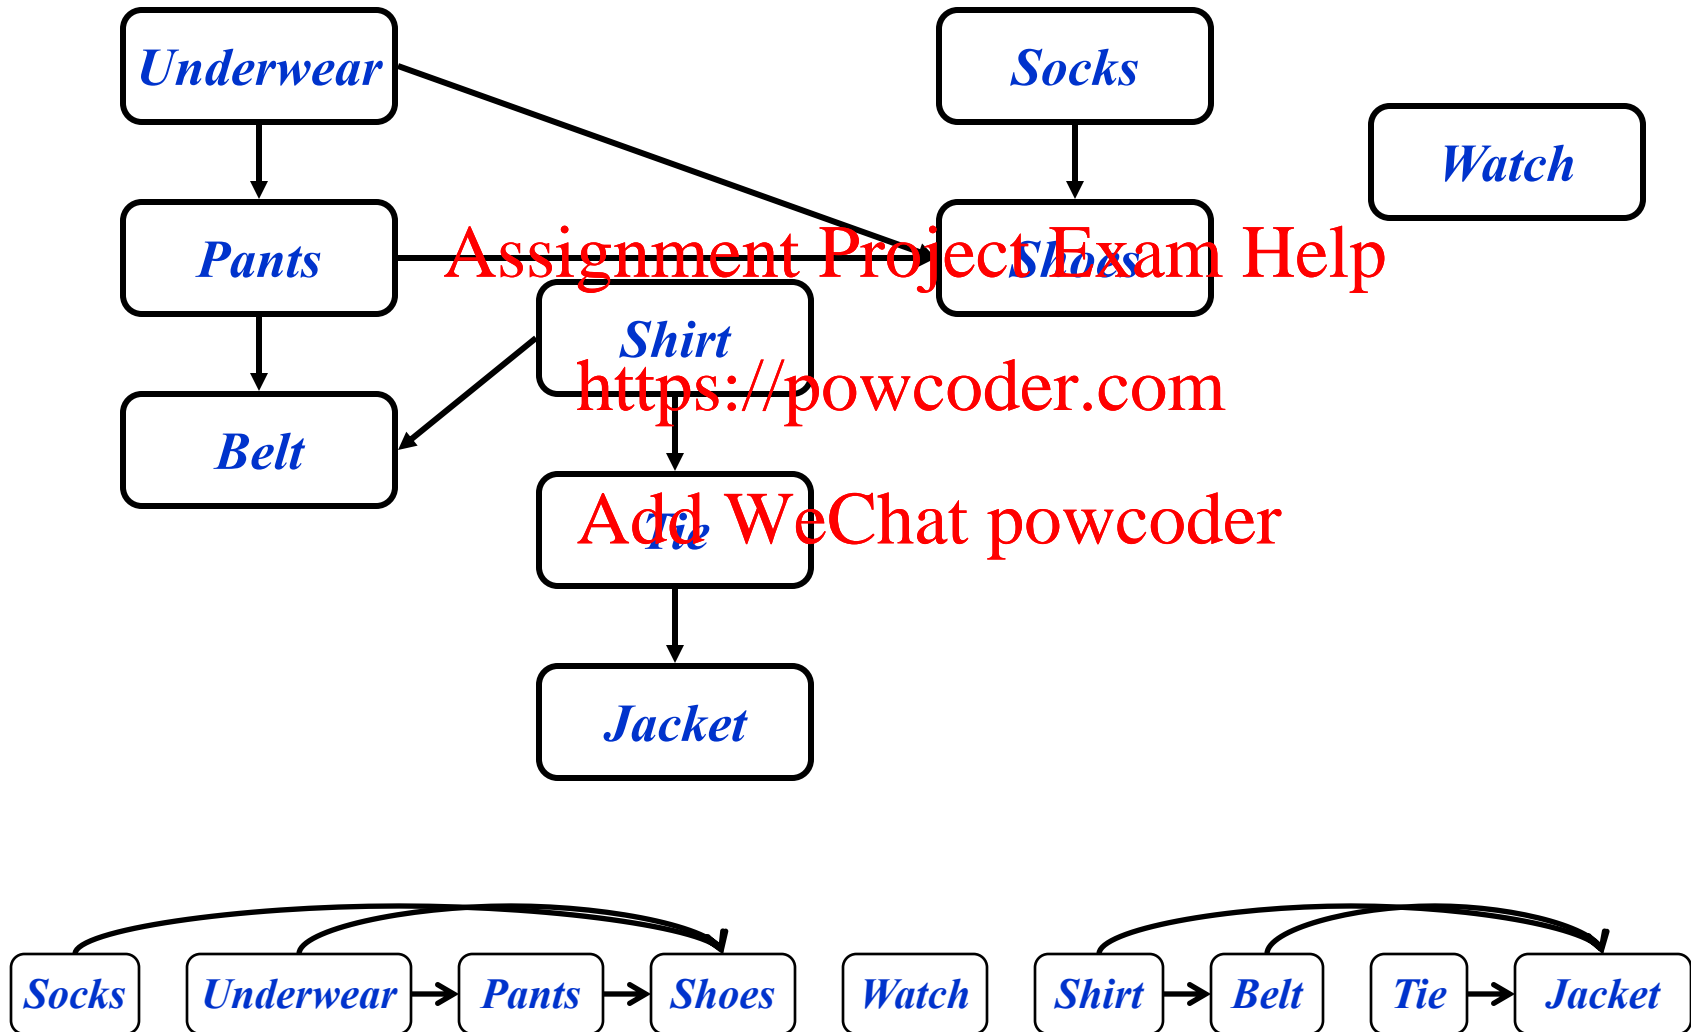 Underwear
Socks
Watch
Pants
Shoes
Assignment Project Exam Help
Shirt
https://powcoder.com
Belt
Tie
Add WeChat powcoder
Jacket
Socks Underwear Pants Shoes Watch Shirt Belt Tie Jacket